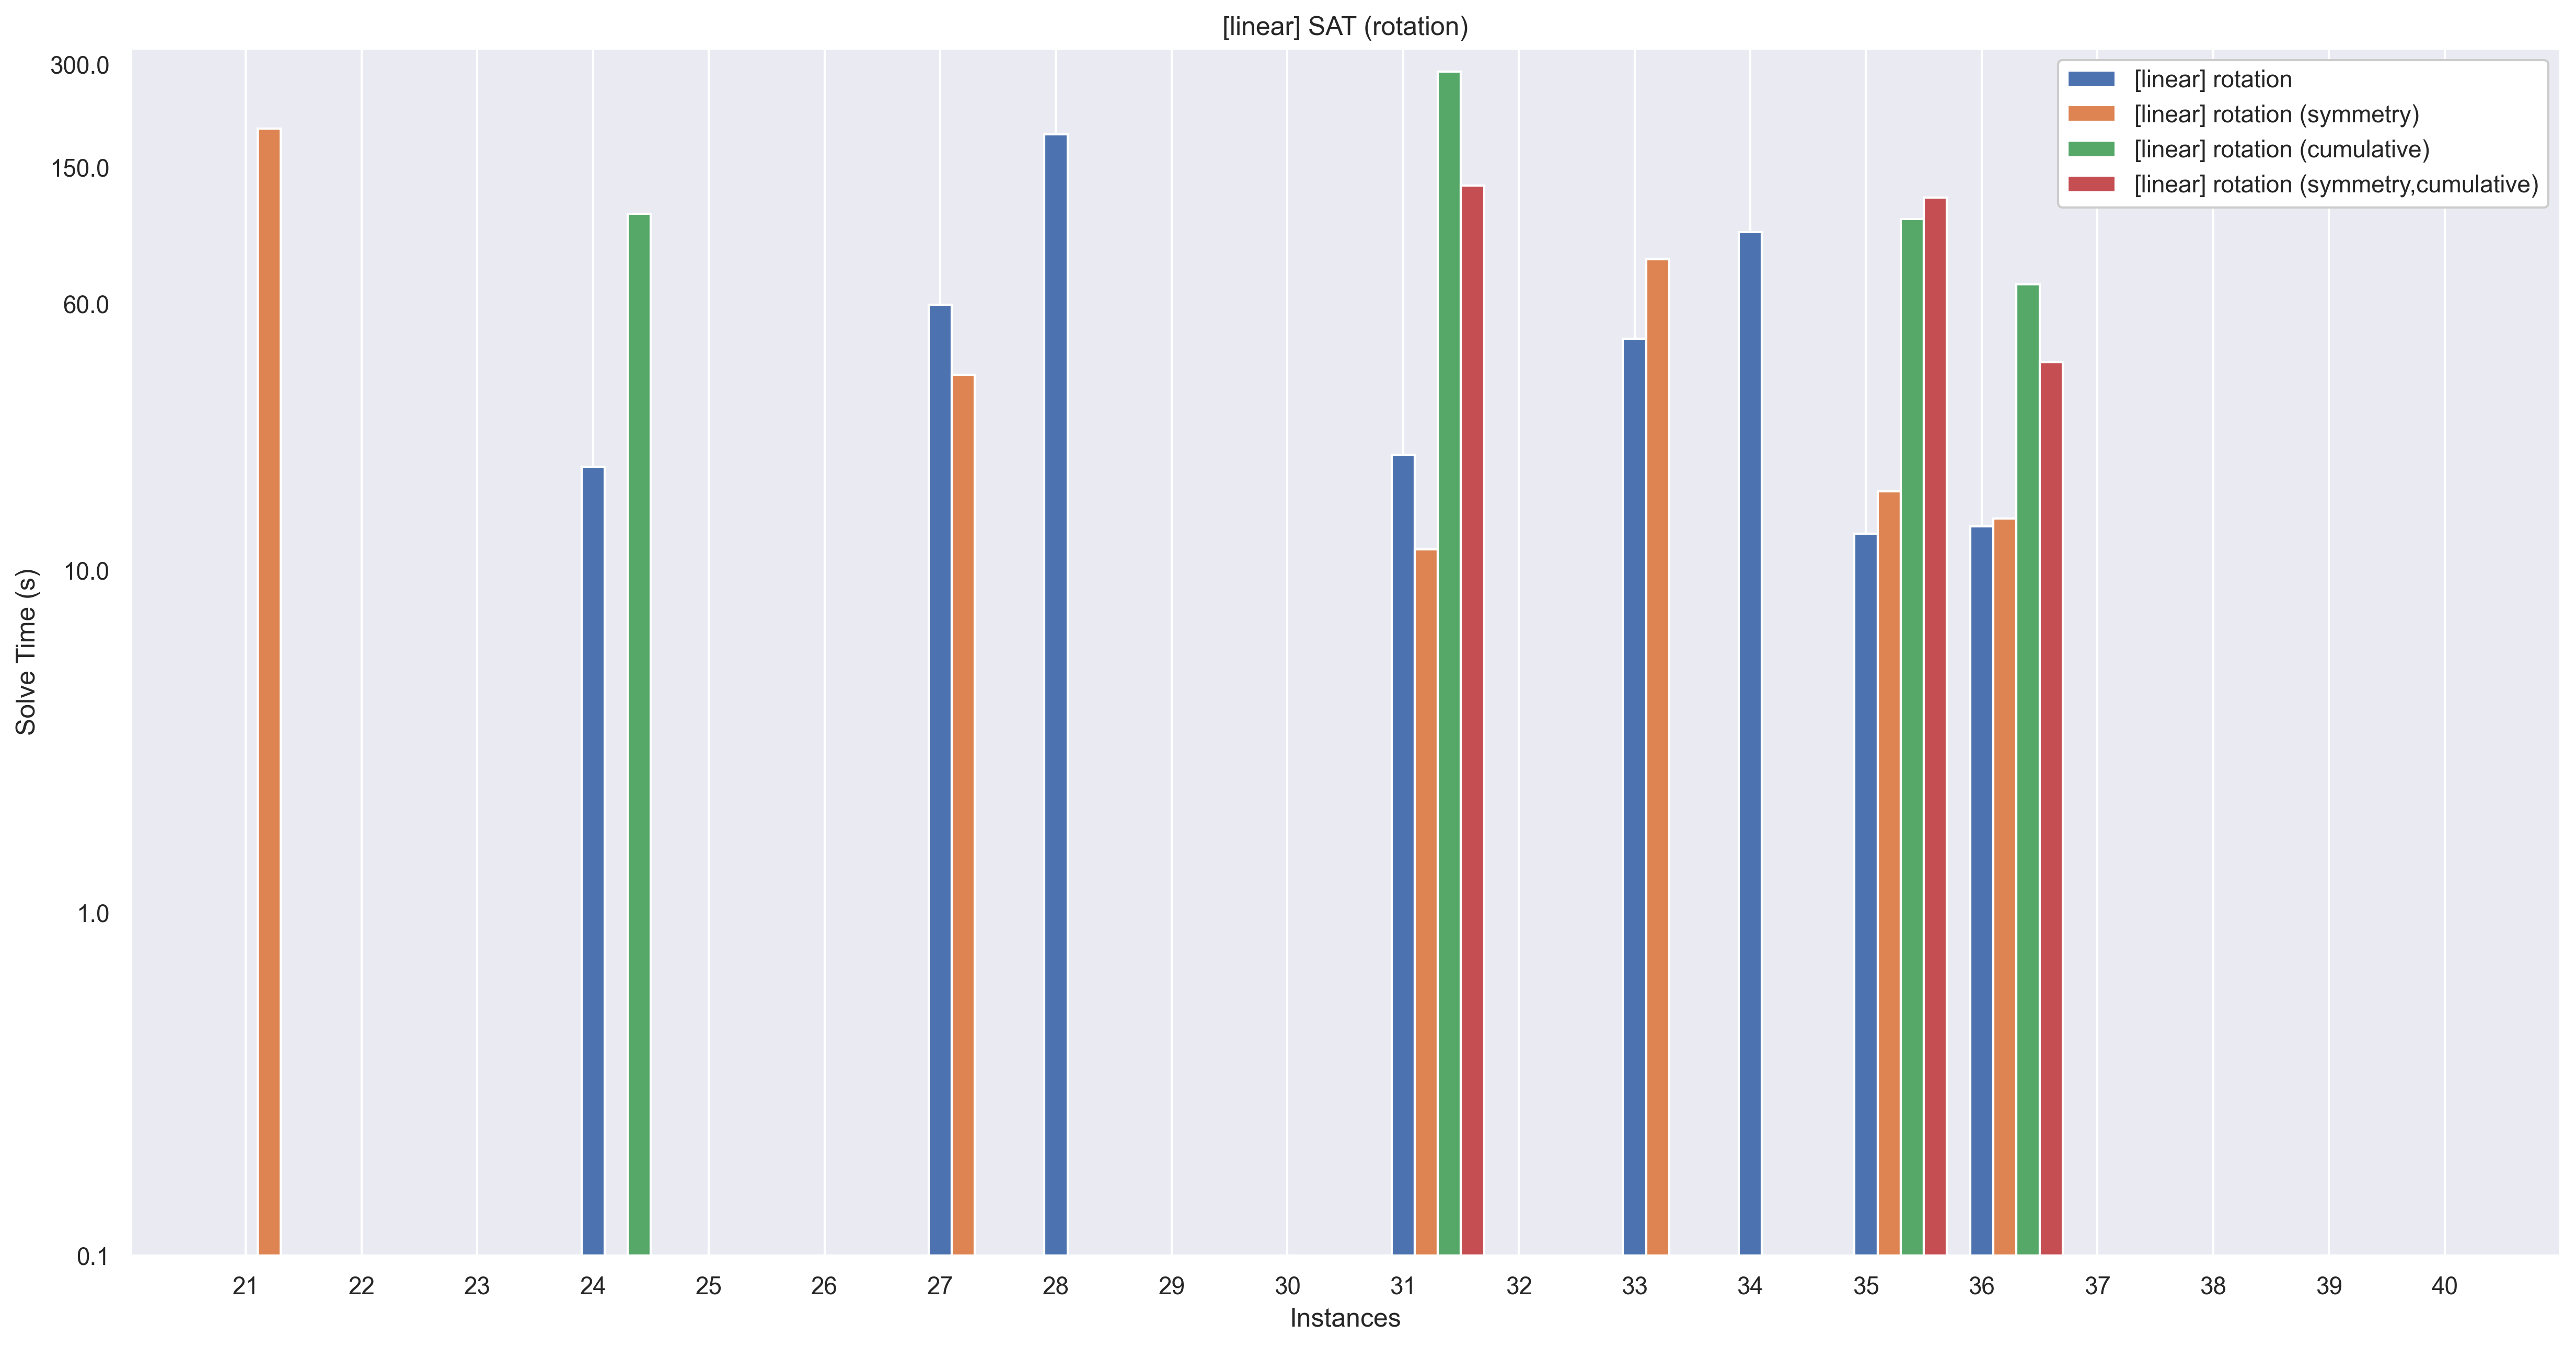 [linear] SAT (rotation)
300.0
150.0
60.0
10.0
1.0
0.1
Solve Time (s)
[linear] rotation
[linear] rotation (symmetry)
[linear] rotation (cumulative)
[linear] rotation (symmetry,cumulative)
21 22 23 24 25 26 27 28 29 30 31 32 33 34 35 36 37 38 39 40
Instances